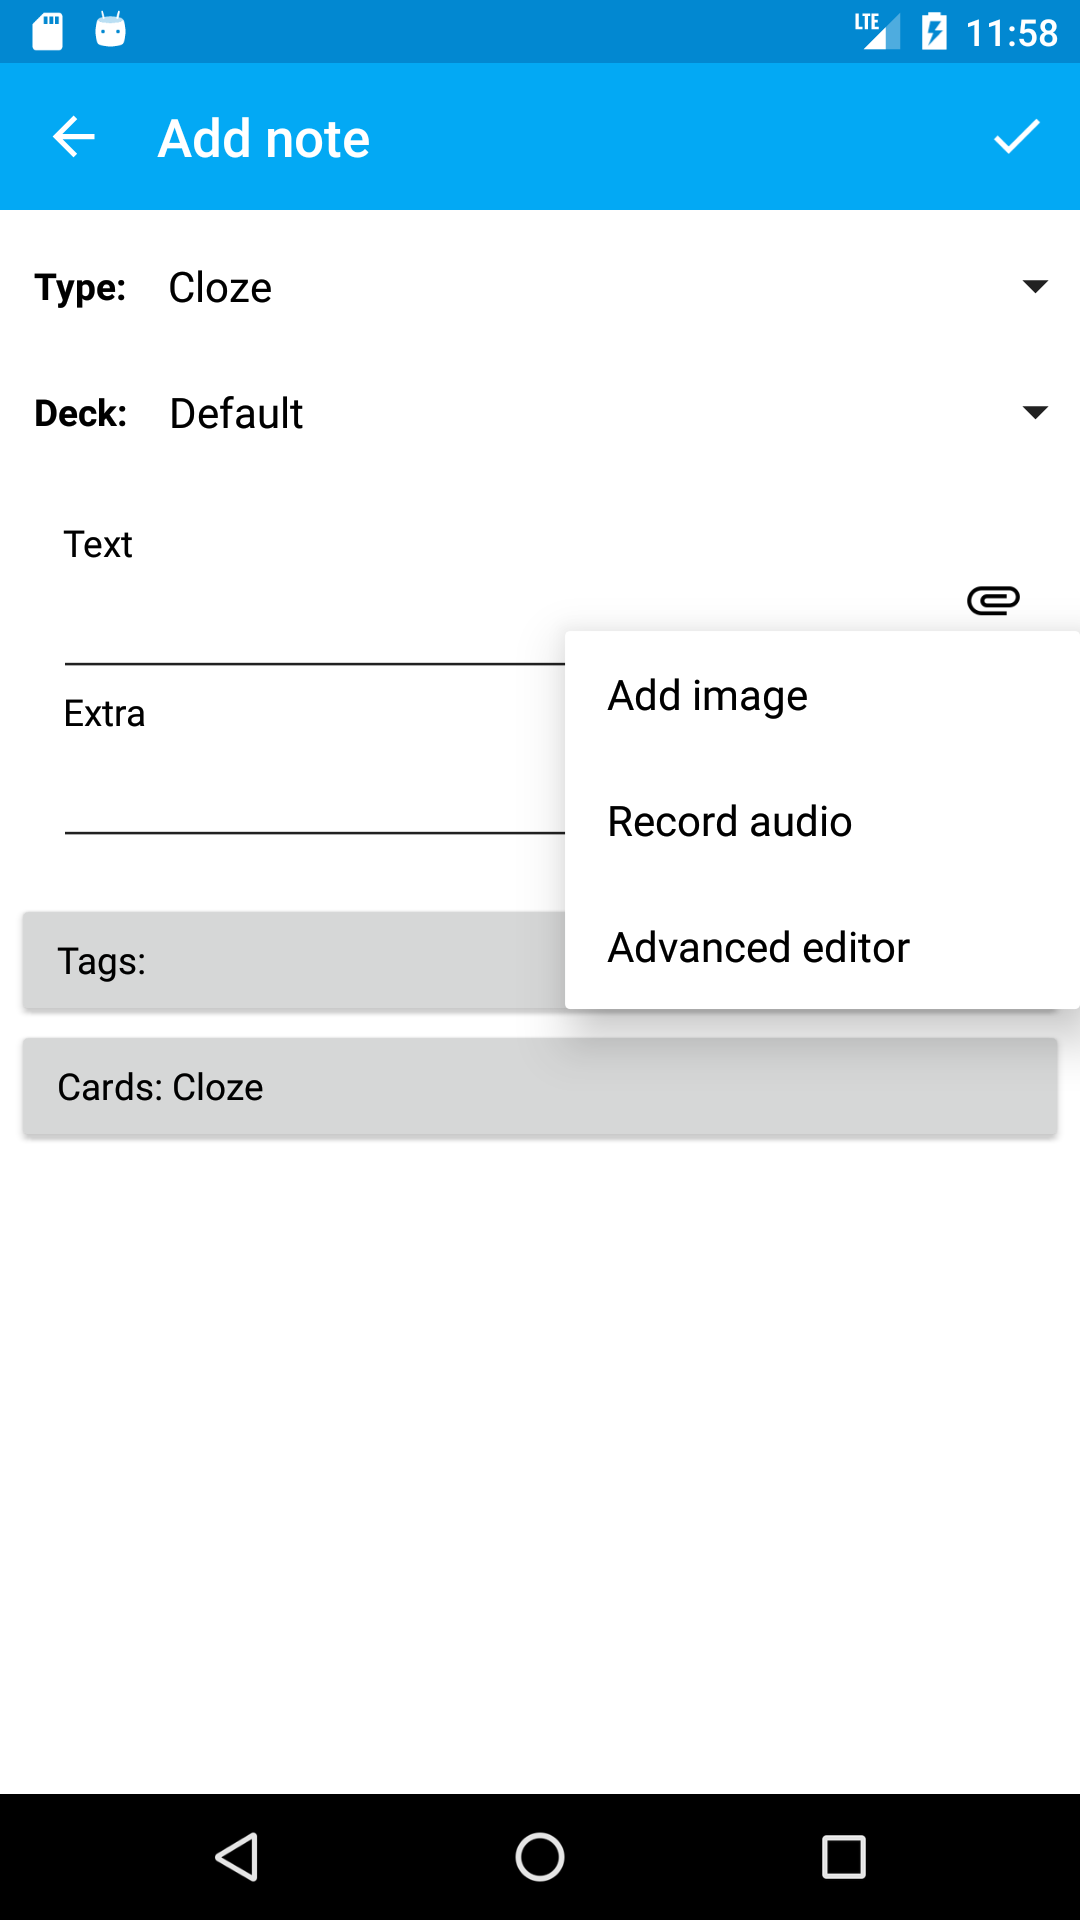 LTE 11:58
Add note
Type: Cloze
Deck: Default
Text
Extra
Add image
Record audio
Advanced editor
Tags:
Cards: Cloze